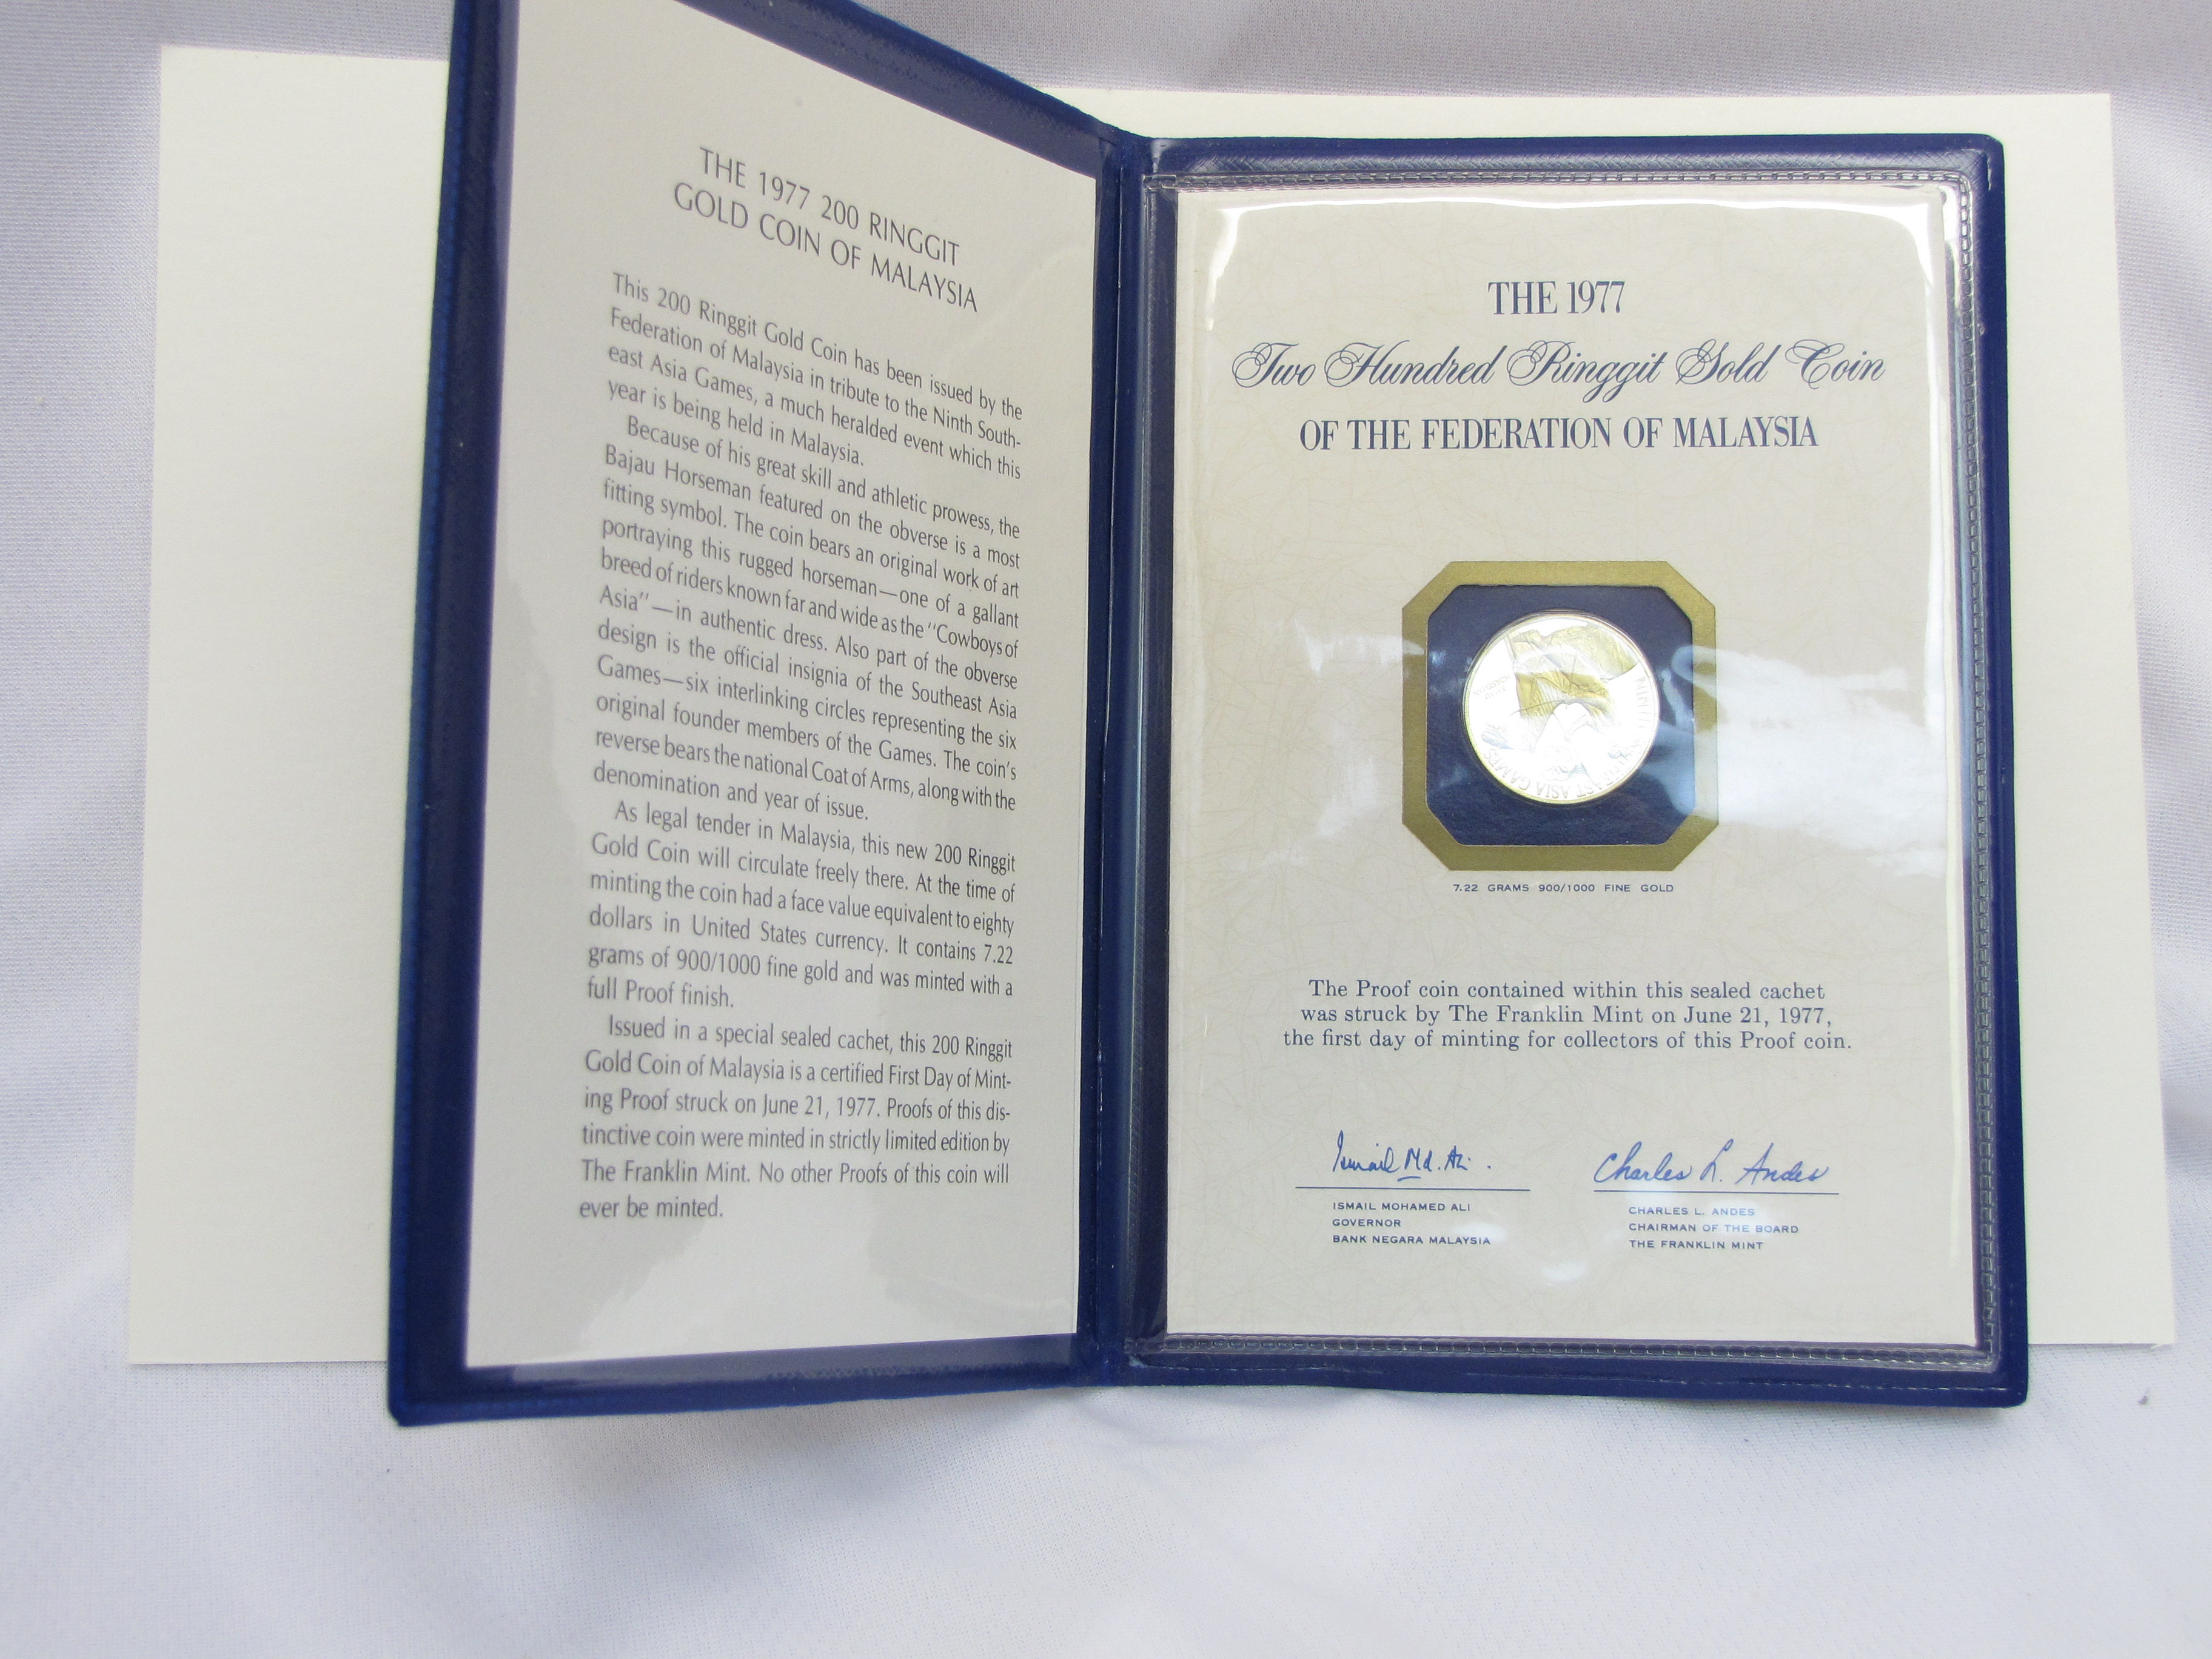 THE 1977 200 RINGGIT
GOLD COIN OF MALAYSIA
This 200 Ringgit Gold Coin has been issued by the
Federation of Malaysia in tribute to the Ninth South-
east Asia Games, a much heralded event which this
year is being held in Malaysia.
Because of his great skill and athletic prowess, the
Bajau Horseman featured on the obverse is a most
fitting symbol. The coin bears an original work of art
portraying this rugged horseman—one of a gallant
breed of riders known far and wide as the "Cowboys of
Asia"—in authentic dress. Also part of the obverse
design is the official insignia of the Southeast Asia
Games—six interlinking circles representing the six
original founder members of the Games. The coin's
reverse bears the national Coat of Arms, along with the
denomination and year of issue.
As legal tender in Malaysia, this new 200 Ringgit
Gold Coin will circulate freely there. At the time of
minting the coin had a face value equivalent to eighty
dollars in United States currency. It contains 7.22
grams of 900/1000 fine gold and was minted with a
full Proof finish.
Issued in a special sealed cachet, this 200 Ringgit
Gold Coin of Malaysia is a certified First Day of Mint-
ing Proof struck on June 21, 1977. Proofs of this dis-
tinctive coin were minted in strictly limited edition by
The Franklin Mint. No other Proofs of this coin will
ever be minted.
THE 1977
Two Hundred Ringgit Gold Coin
OF THE FEDERATION OF MALAYSIA
ASIA GAMES
7.22 GRAMS 900/1000 FINE GOLD
The Proof coin contained within this sealed cachet
was struck by The Franklin Mint on June 21, 1977,
the first day of minting for collectors of this Proof coin.
Ismail Md. Ali.
ISMAIL MOHAMED ALI
GOVERNOR
BANK NEGARA MALAYSIA
Charles L. Andes
CHARLES L. ANDES
CHAIRMAN OF THE BOARD
THE FRANKLIN MINT